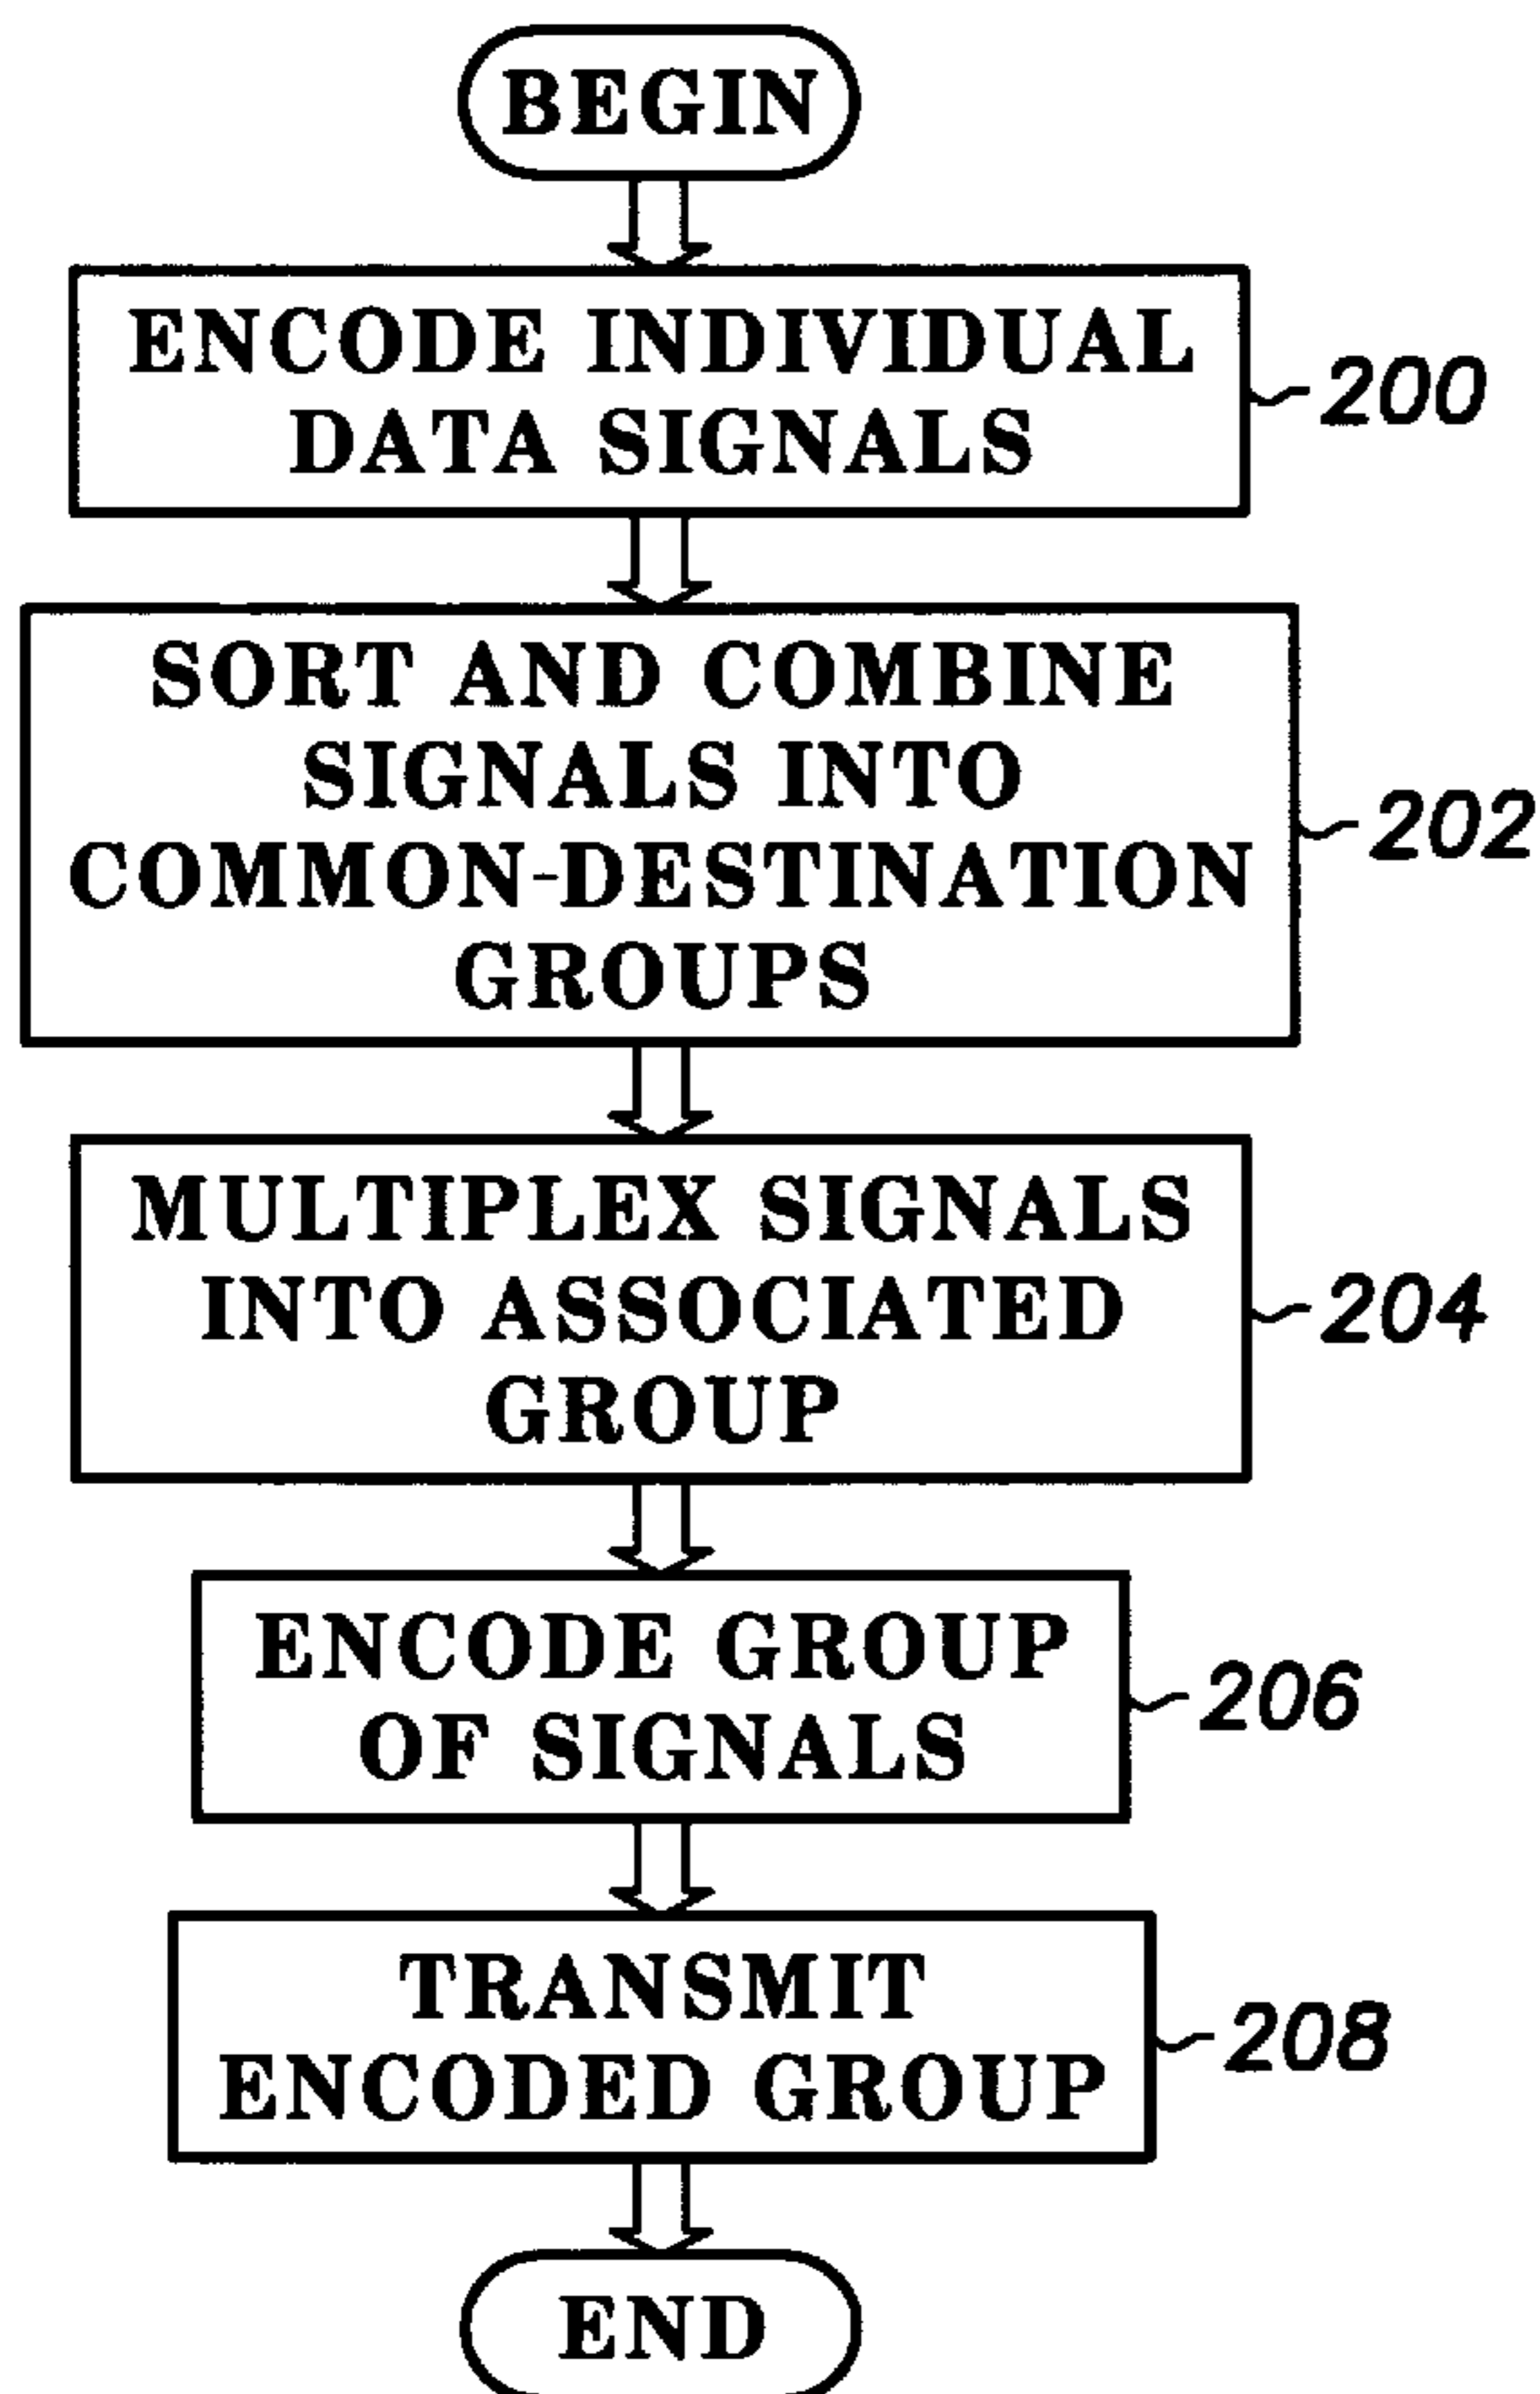 BEGIN
ENCODE INDIVIDUAL
DATA SIGNALS
200
SORT AND COMBINE
SIGNALS INTO
COMMON-DESTINATION
GROUPS
202
MULTIPLEX SIGNALS
INTO ASSOCIATED
GROUP
204
ENCODE GROUP
OF SIGNALS
206
TRANSMIT
ENCODED GROUP
208
END